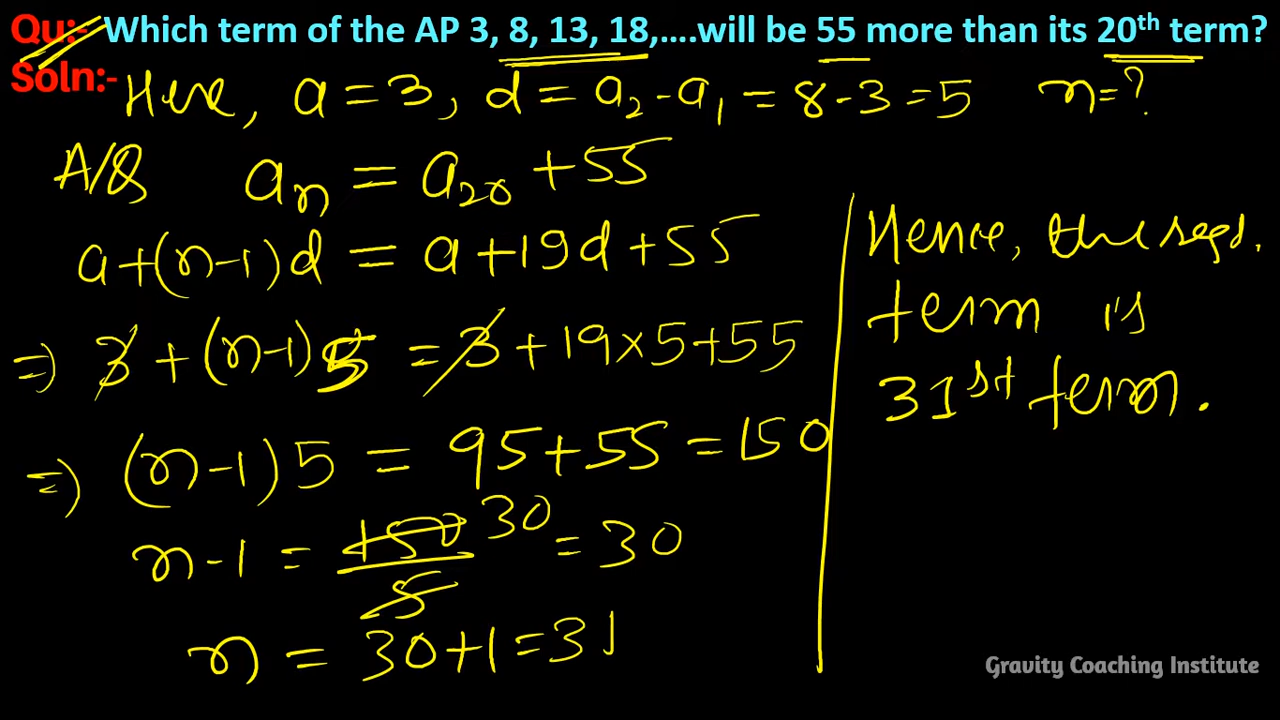 Qu:- Which term of the AP 3, 8, 13, 18,....will be 55 more than its 20th term?
Soln:- Here, a = 3, d = a₂ - a₁ = 8 - 3 = 5 n = ?
A/Q aₙ = a₂₀ + 55
a + (n-1)d = a + 19d + 55
=) 3 + (n-1)5 = 3 + 19×5 + 55
=) (n-1)5 = 95 + 55 = 150
n - 1 = 150/5 30 = 30
n = 30 + 1 = 31
Hence, the reqd.
term is
31st term.
Gravity Coaching Institute